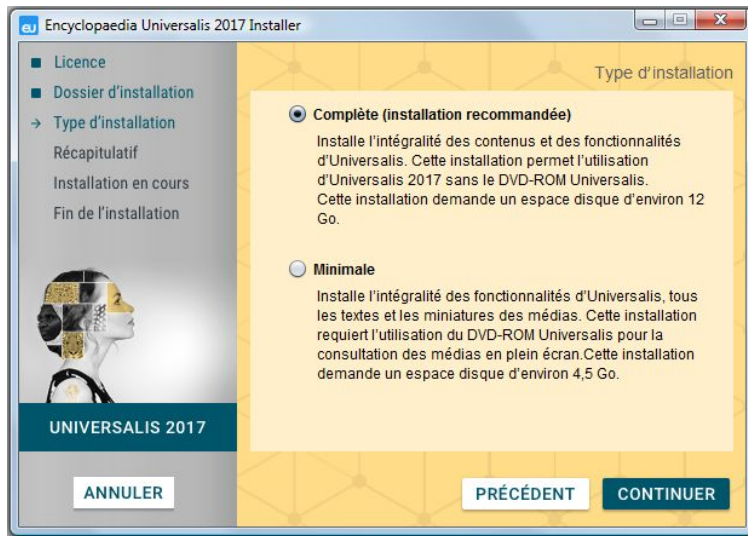 eu Encyclopaedia Universalis 2017 Installer
Licence
Dossier d'installation
Type d'installation
Récapitulatif
Installation en cours
Fin de l'installation
UNIVERSALIS 2017
ANNULER
Type d'installation
Complète (installation recommandée)
Installe l'intégralité des contenus et des fonctionnalités
d'Universalis. Cette installation permet l'utilisation
d'Universalis 2017 sans le DVD-ROM Universalis.
Cette installation demande un espace disque d'environ 12
Go.
Minimale
Installe l'intégralité des fonctionnalités d'Universalis, tous
les textes et les miniatures des médias. Cette installation
requiert l'utilisation du DVD-ROM Universalis pour la
consultation des médias en plein écran.Cette installation
demande un espace disque d'environ 4,5 Go.
PRÉCÉDENT
CONTINUER